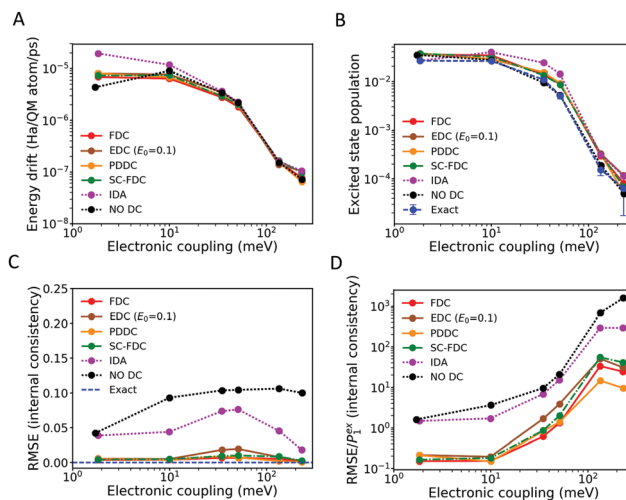 A
Energy drift (Ha/QM atom/ps)
10⁻⁵
10⁻⁶
10⁻⁷
10⁻⁸
FDC
EDC (E₀=0.1)
PDDC
SC-FDC
IDA
NO DC
10⁰ 10¹ 10²
Electronic coupling (meV)
B
Excited state population
10⁻²
10⁻³
10⁻⁴
FDC
EDC (E₀=0.1)
PDDC
SC-FDC
IDA
NO DC
Exact
10⁰ 10¹ 10²
Electronic coupling (meV)
C
RMSE (internal consistency)
0.25
0.20
0.15
0.10
0.05
0.00
FDC
EDC (E₀=0.1)
PDDC
SC-FDC
IDA
NO DC
Exact
10⁰ 10¹ 10²
Electronic coupling (meV)
D
RMSE/P₁ᵉˣ (internal consistency)
10³
10²
10¹
10⁰
10⁻¹
FDC
EDC (E₀=0.1)
PDDC
SC-FDC
IDA
NO DC
10⁰ 10¹ 10²
Electronic coupling (meV)